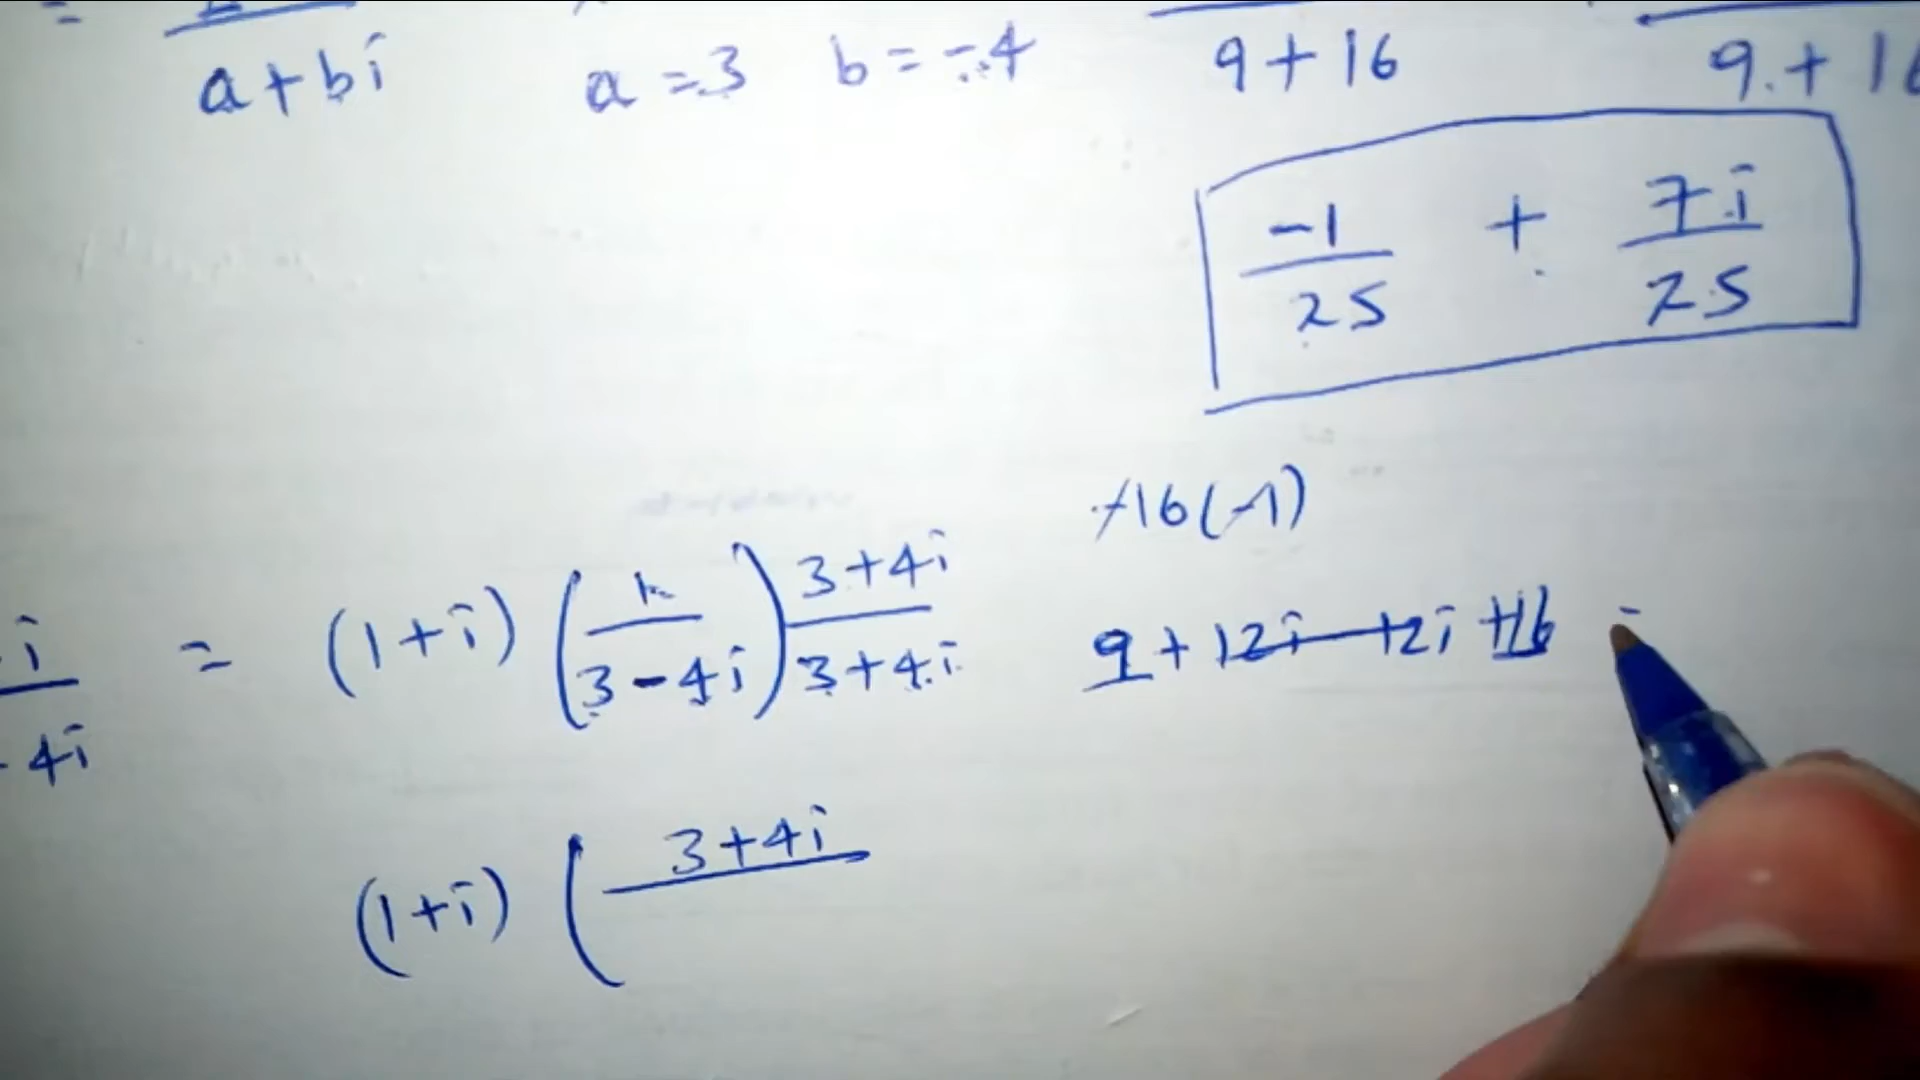 = a+bi a=3 b=-4 9+16 9+16
-1/25 + 7i/25
-16(-1)
i/-4i = (1+i) (1/3-4i) 3+4i/3+4i 9+12i-12i+16 =
(1+i) ( 3+4i